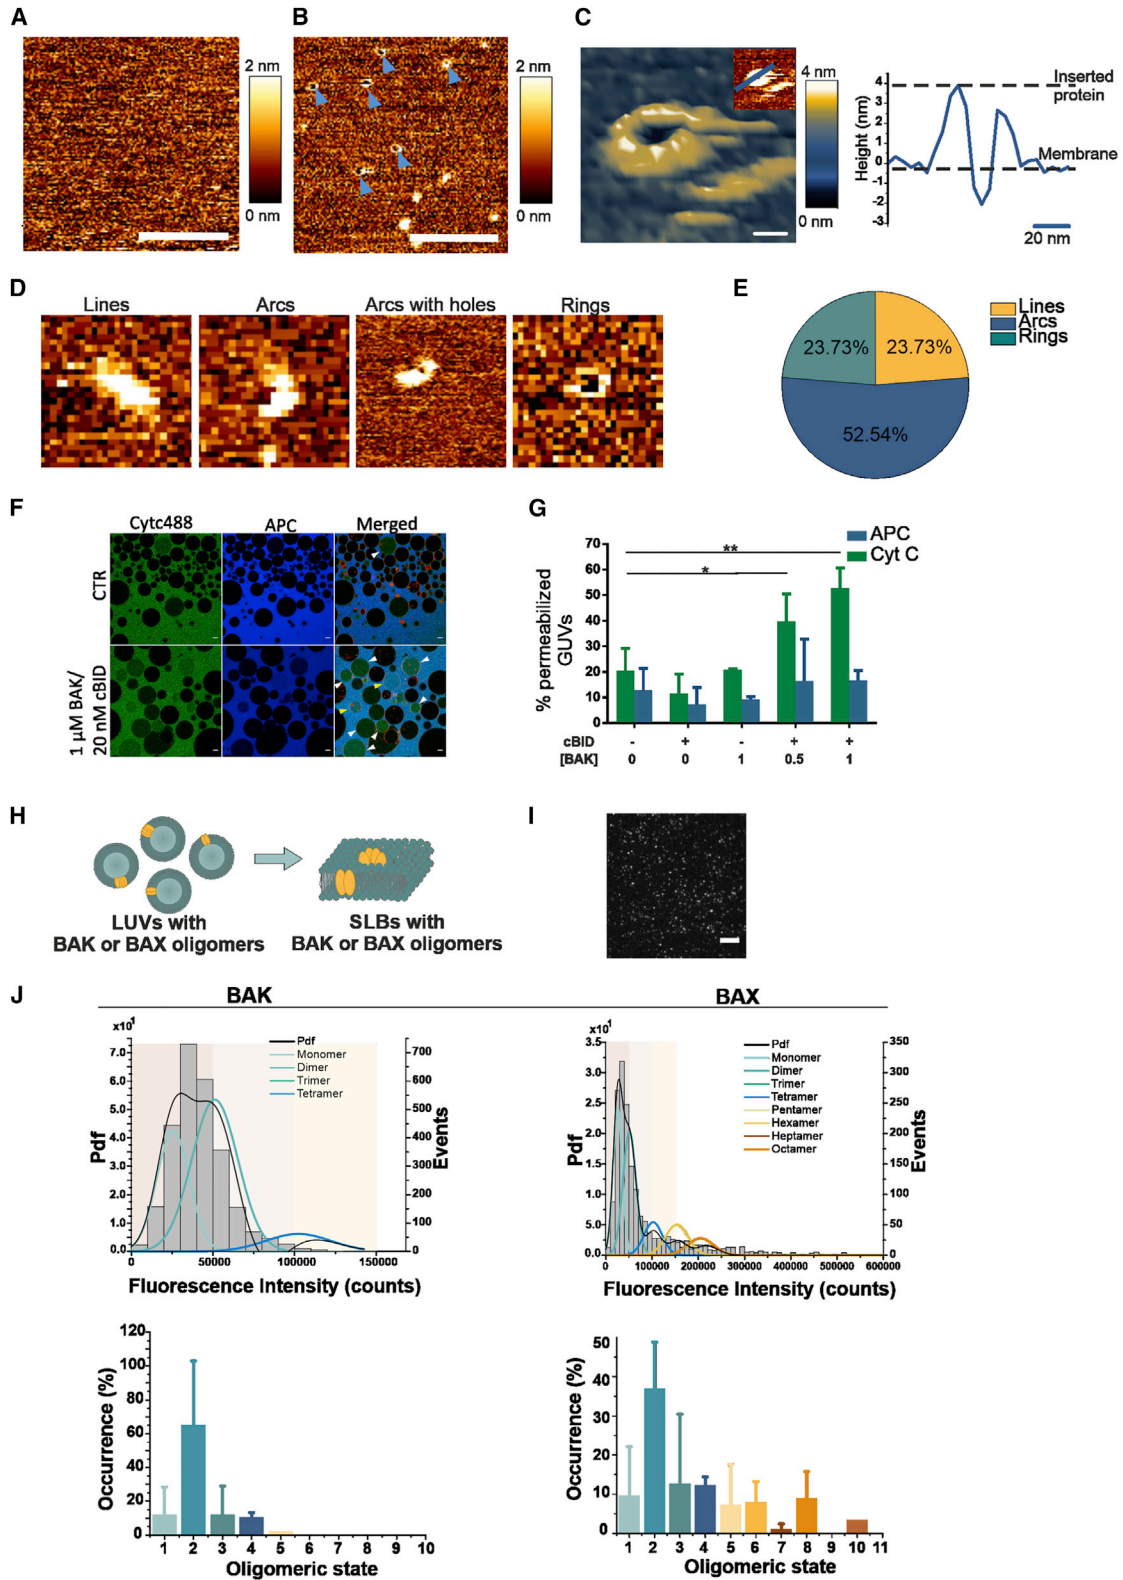 A
B
C
2 nm
0 nm
2 nm
0 nm
4 nm
0 nm
Height (nm)
4
3
2
1
0
-1
-2
-3
Inserted
protein
Membrane
20 nm
D
Lines
Arcs
Arcs with holes
Rings
E
23.73%
23.73%
52.54%
Lines
Arcs
Rings
F
Cytc488
APC
Merged
CTR
1 µM BAK/
20 nM cBID
G
% permeabilized
GUVs
70
60
50
40
30
20
10
0
**
*
APC
Cyt C
cBID
- + - + +
[BAK]
0 0 1 0.5 1
H
LUVs with
BAK or BAX oligomers
SLBs with
BAK or BAX oligomers
I
J
BAK
BAX
x10¹
7.0
6.0
5.0
4.0
3.0
2.0
1.0
0.0
Pdf
Pdf
Monomer
Dimer
Trimer
Tetramer
700
600
500
400
300
200
100
0
Events
0 50000 100000 150000
Fluorescence Intensity (counts)
x10¹
3.5
3.0
2.5
2.0
1.5
1.0
5.0
0.0
Pdf
Pdf
Monomer
Dimer
Trimer
Tetramer
Pentamer
Hexamer
Heptamer
Octamer
350
300
250
200
150
100
50
0
Events
0 100000 200000 300000 400000 500000 600000
Fluorescence Intensity (counts)
120
100
80
60
40
20
0
Occurrence (%)
1 2 3 4 5 6 7 8 9 10
Oligomeric state
50
40
30
20
10
0
Occurrence (%)
1 2 3 4 5 6 7 8 9 10 11
Oligomeric state